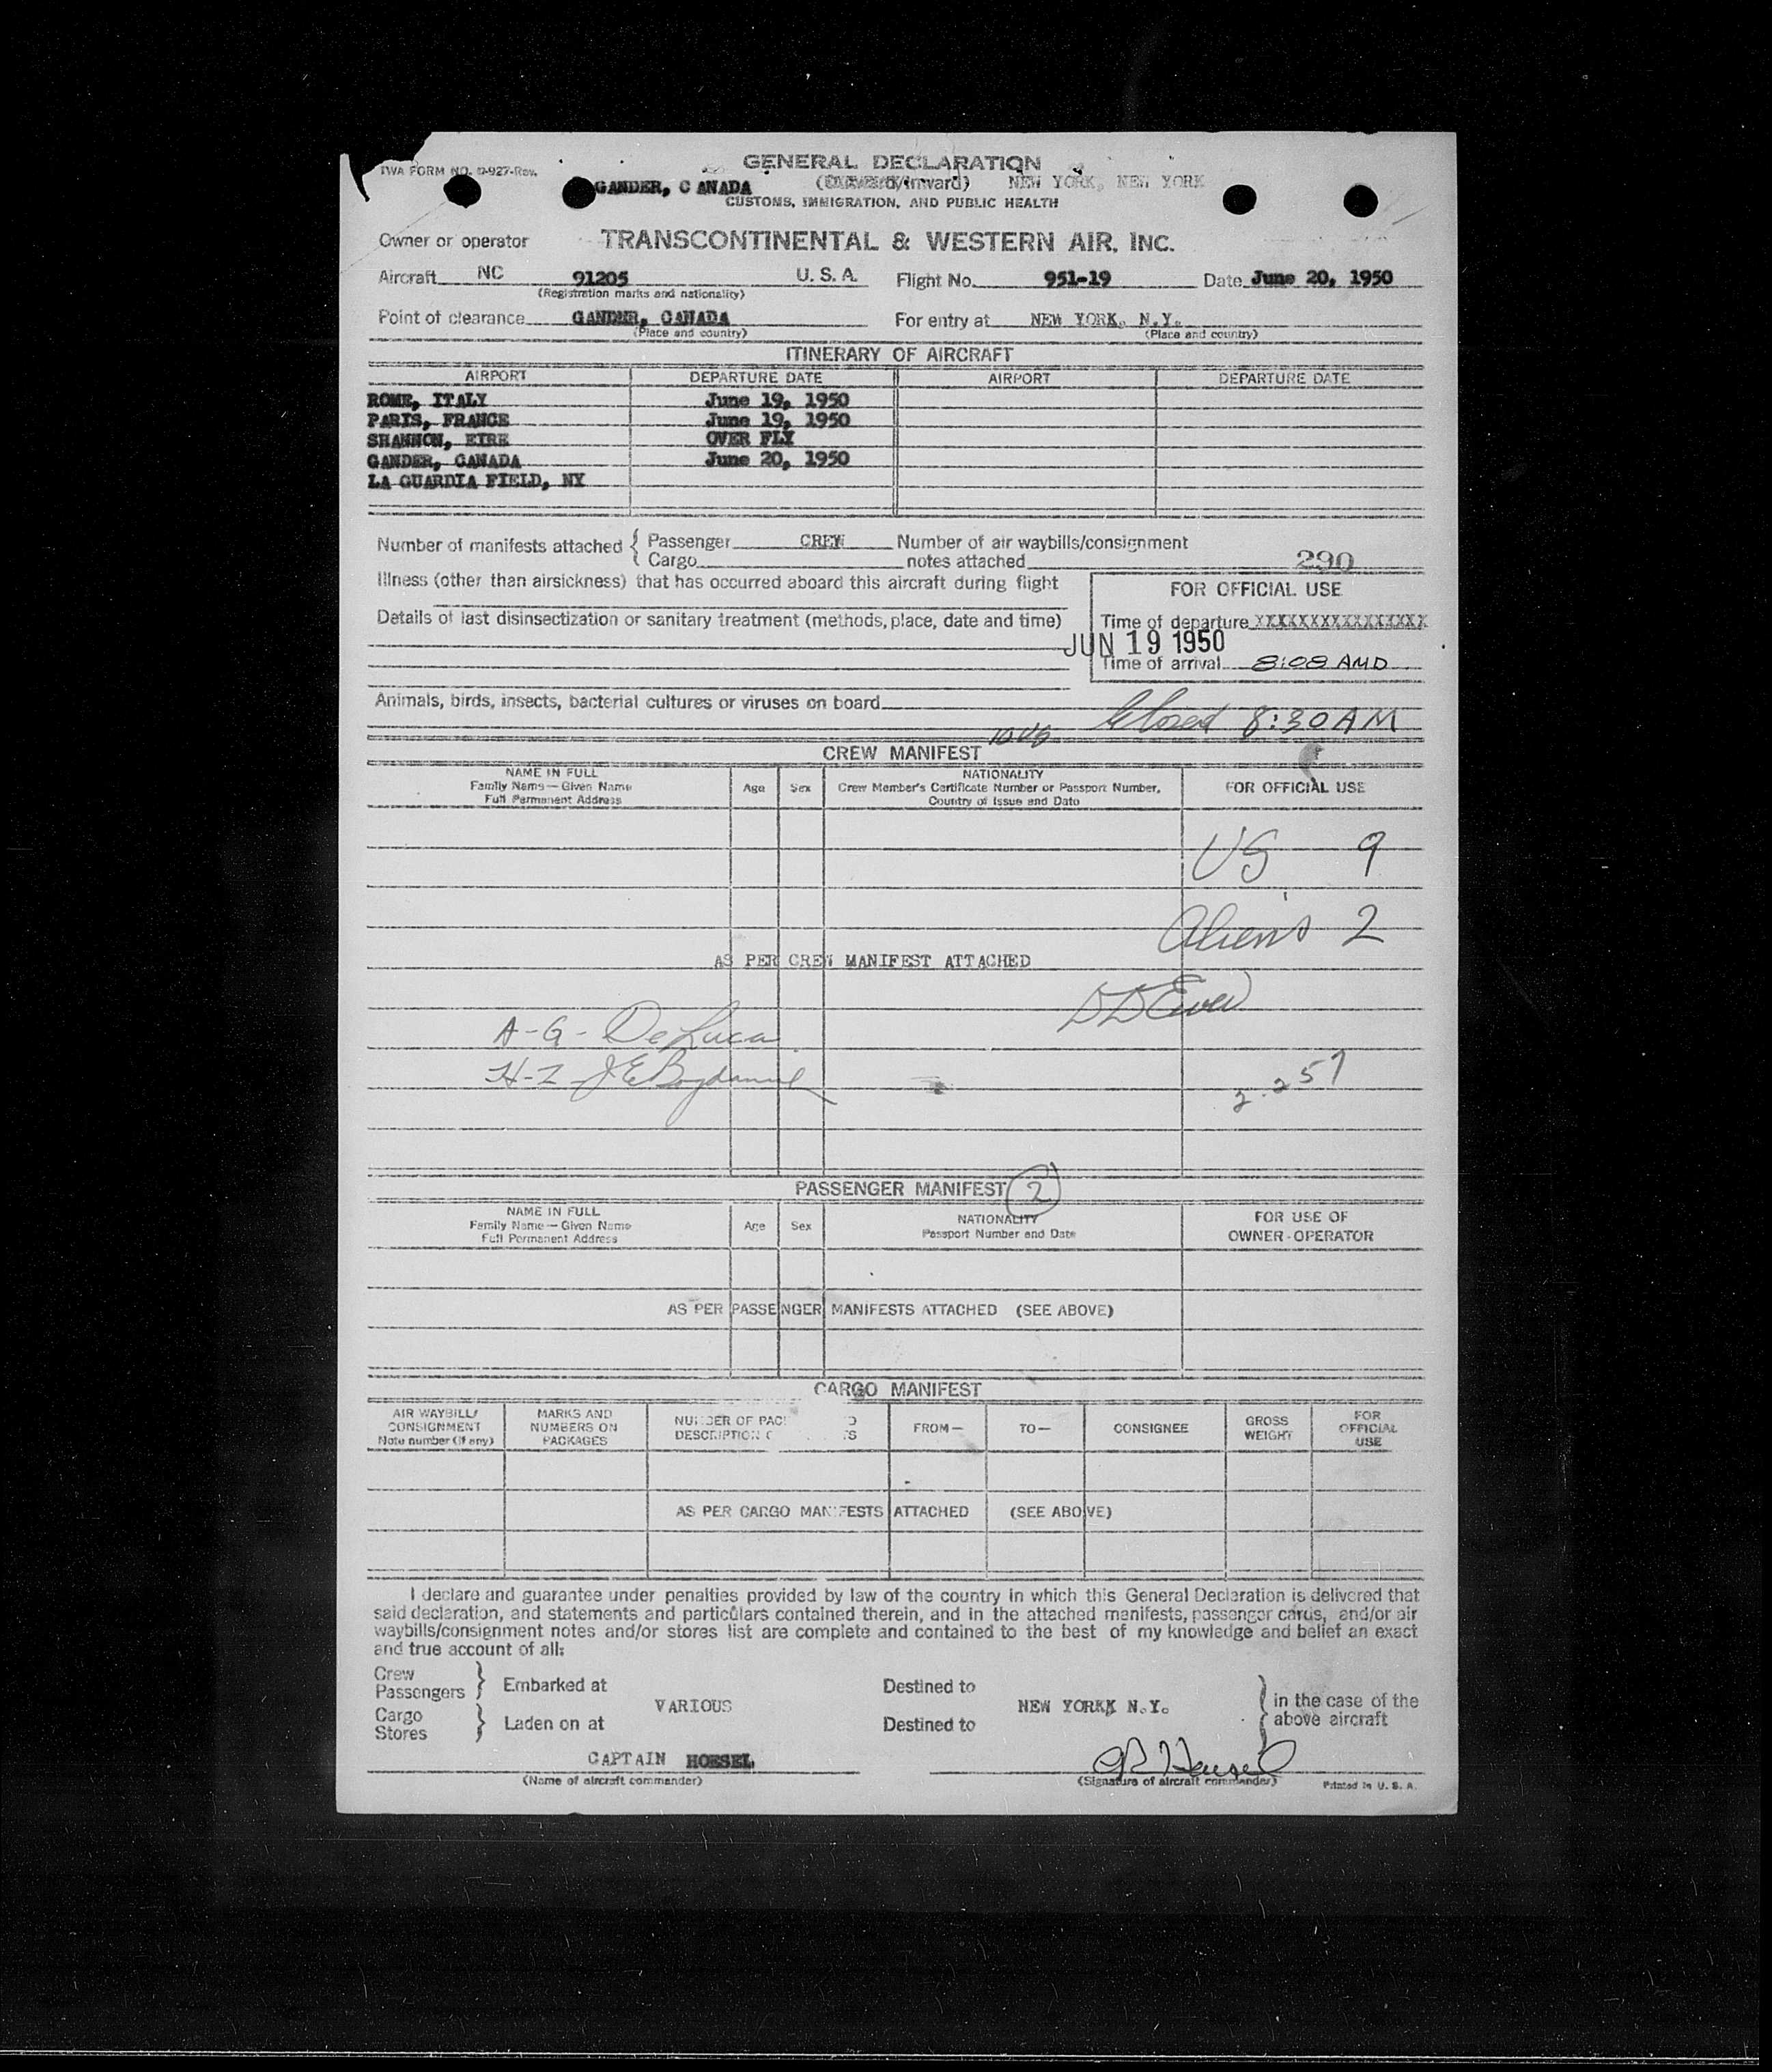 TWA FORM NO. 0-927-Rev.
GENERAL DECLARATION
GANDER, C ANADA (Outward/Inward) NEW YORK, NEW YORK
CUSTOMS, IMMIGRATION, AND PUBLIC HEALTH
Owner or operator TRANSCONTINENTAL & WESTERN AIR, INC.
Aircraft NC 91205 U. S. A. Flight No. 951-19 Date June 20, 1950
(Registration marks and nationality)
Point of clearance GANDER, CANADA For entry at NEW YORK, N.Y.
(Place and country) (Place and country)
ITINERARY OF AIRCRAFT
AIRPORT DEPARTURE DATE AIRPORT DEPARTURE DATE
ROME, ITALY June 19, 1950
PARIS, FRANCE June 19, 1950
SHANNON, EIRE OVER FLY
GANDER, CANADA June 20, 1950
LA GUARDIA FIELD, NY
Number of manifests attached { Passenger CREW Number of air waybills/consignment
Cargo notes attached 290
Illness (other than airsickness) that has occurred aboard this aircraft during flight
FOR OFFICIAL USE
Details of last disinsectization or sanitary treatment (methods, place, date and time)
Time of departure XXXXXXXXXXXXXXXX
JUN 19 1950
Time of arrival 8:08 AMD
Animals, birds, insects, bacterial cultures or viruses on board
Closed 8:30 AM
CREW MANIFEST
NAME IN FULL
Family Name—Given Name
Full Permanent Address
Age Sex
NATIONALITY
Crew Member's Certificate Number or Passport Number,
Country of Issue and Date
FOR OFFICIAL USE
US 9
Aliens 2
AS PER CREW MANIFEST ATTACHED
A-G- DeLuca
H-Z
2.257
PASSENGER MANIFEST 2
NAME IN FULL
Family Name—Given Name
Full Permanent Address
Age Sex
NATIONALITY
Passport Number and Date
FOR USE OF
OWNER-OPERATOR
AS PER PASSENGER MANIFESTS ATTACHED (SEE ABOVE)
CARGO MANIFEST
AIR WAYBILL/
CONSIGNMENT
Note number (if any)
MARKS AND
NUMBERS ON
PACKAGES
NUMBER OF PAC
DESCRIPTION
FROM—
TO—
CONSIGNEE
GROSS
WEIGHT
FOR
OFFICIAL
USE
AS PER CARGO MANIFESTS ATTACHED (SEE ABOVE)
I declare and guarantee under penalties provided by law of the country in which this General Declaration is delivered that
said declaration, and statements and particulars contained therein, and in the attached manifests, passenger cards, and/or air
waybills/consignment notes and/or stores list are complete and contained to the best of my knowledge and belief an exact
and true account of all:
Crew
Passengers } Embarked at Destined to
VARIOUS NEW YORKK N.Y. } in the case of the
above aircraft
Cargo
Stores } Laden on at Destined to
CAPTAIN HOESEL
(Name of aircraft commander) (Signature of aircraft commander) Printed in U. S. A.